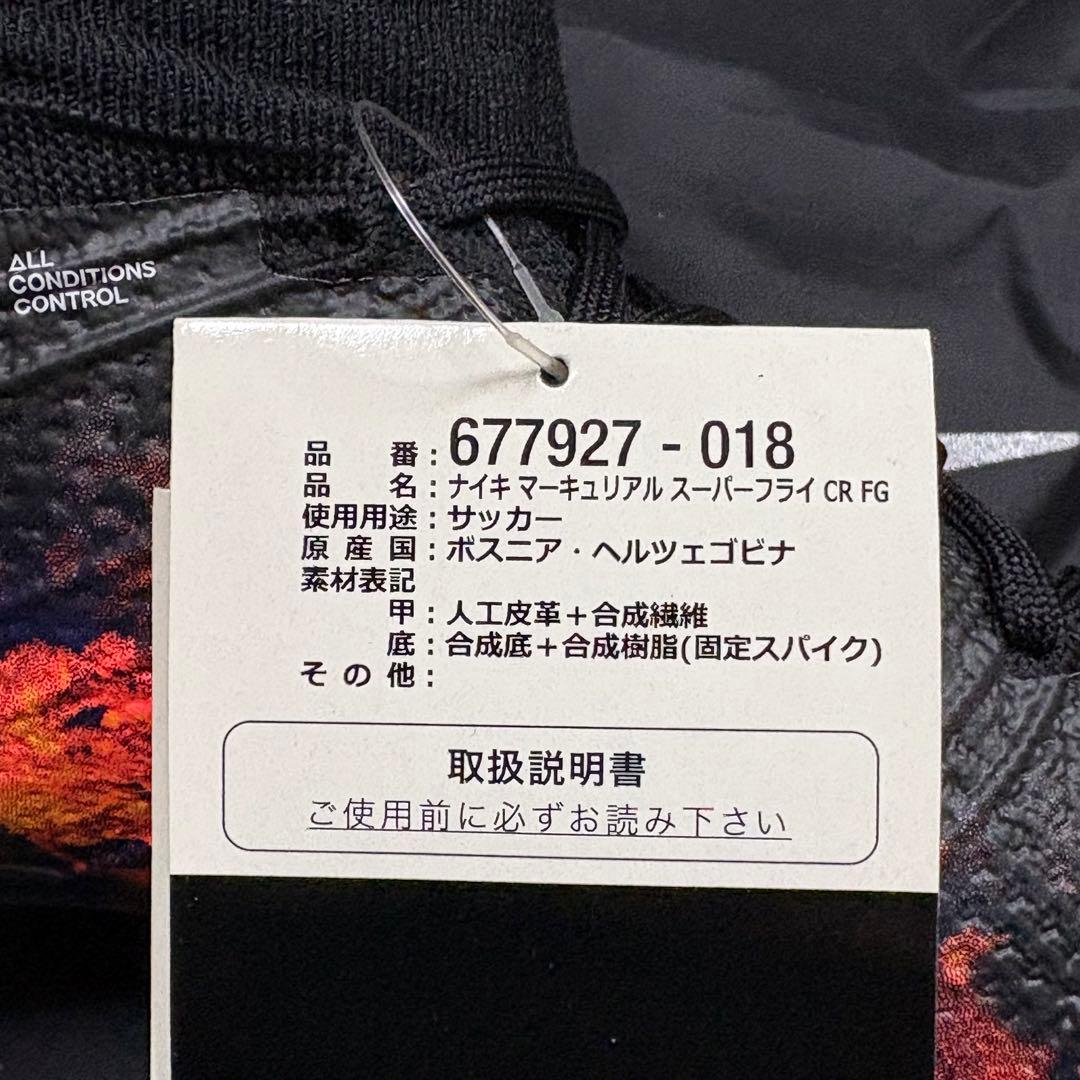 ALL
CONDITIONS
CONTROL
品番：677927-018
品名：ナイキ マーキュリアル スーパーフライ CR FG
使用用途：サッカー
原産国：ボスニア・ヘルツェゴビナ
素材表記
甲：人工皮革＋合成繊維
底：合成底＋合成樹脂(固定スパイク)
その他：
取扱説明書
ご使用前に必ずお読み下さい